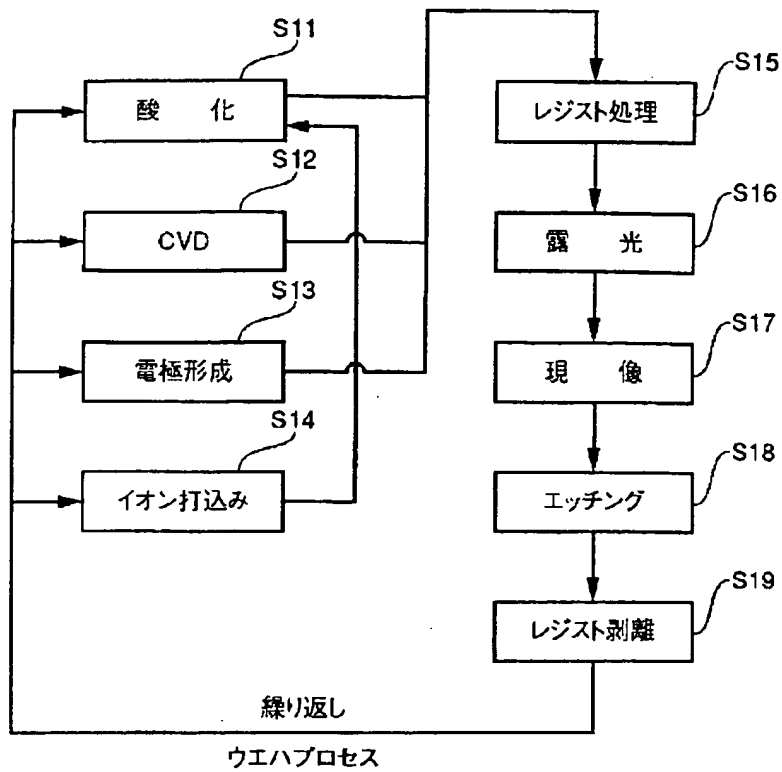 S11
酸 化
S12
CVD
S13
電極形成
S14
イオン打込み
S15
レジスト処理
S16
露 光
S17
現 像
S18
エッチング
S19
レジスト剥離
繰り返し
ウエハプロセス